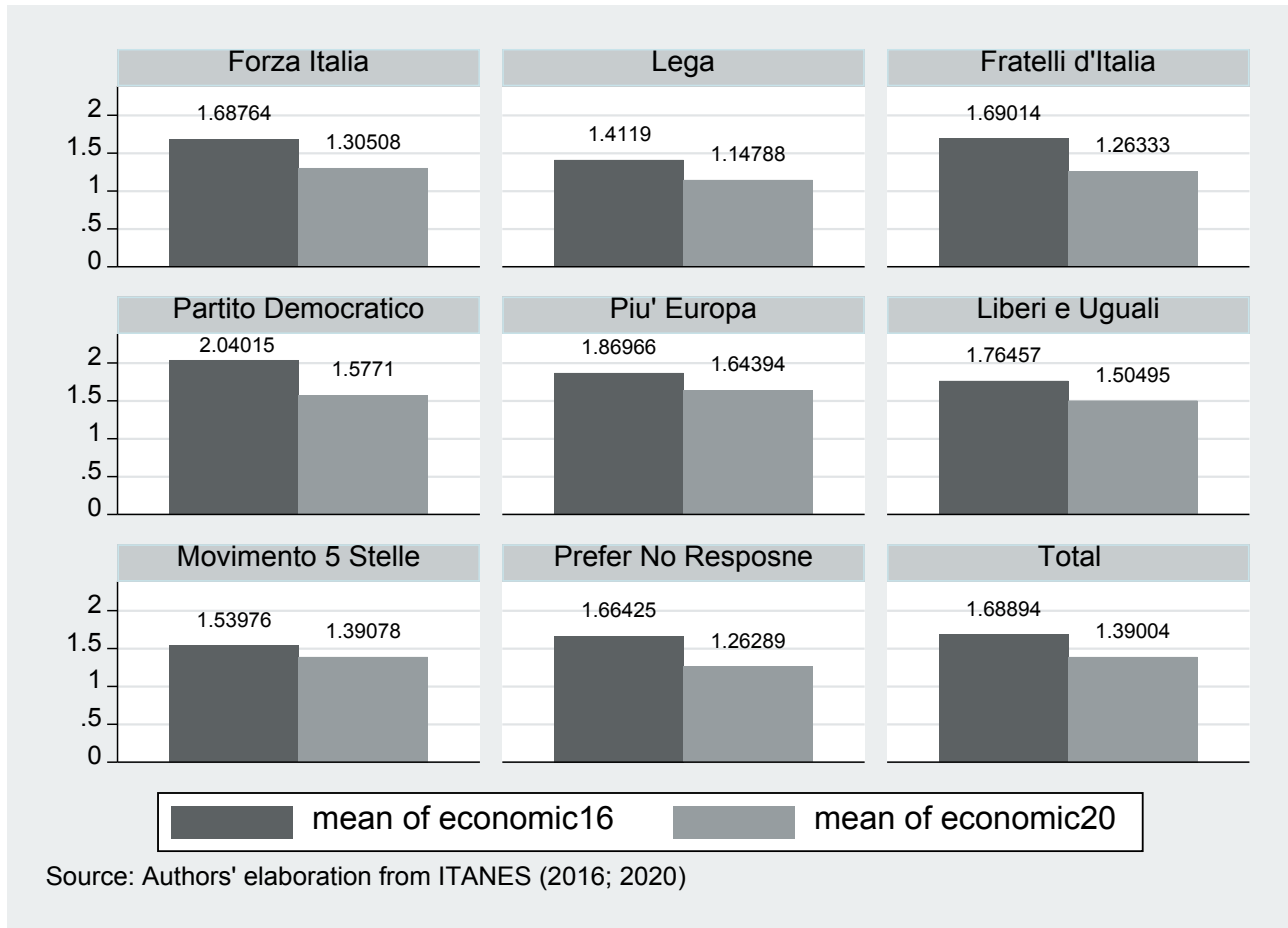 Forza Italia
Lega
Fratelli d'Italia
2
1.5
1
.5
0
1.68764
1.30508
1.4119
1.14788
1.69014
1.26333
Partito Democratico
Piu' Europa
Liberi e Uguali
2
1.5
1
.5
0
2.04015
1.5771
1.86966
1.64394
1.76457
1.50495
Movimento 5 Stelle
Prefer No Resposne
Total
2
1.5
1
.5
0
1.53976
1.39078
1.66425
1.26289
1.68894
1.39004
mean of economic16
mean of economic20
Source: Authors' elaboration from ITANES (2016; 2020)